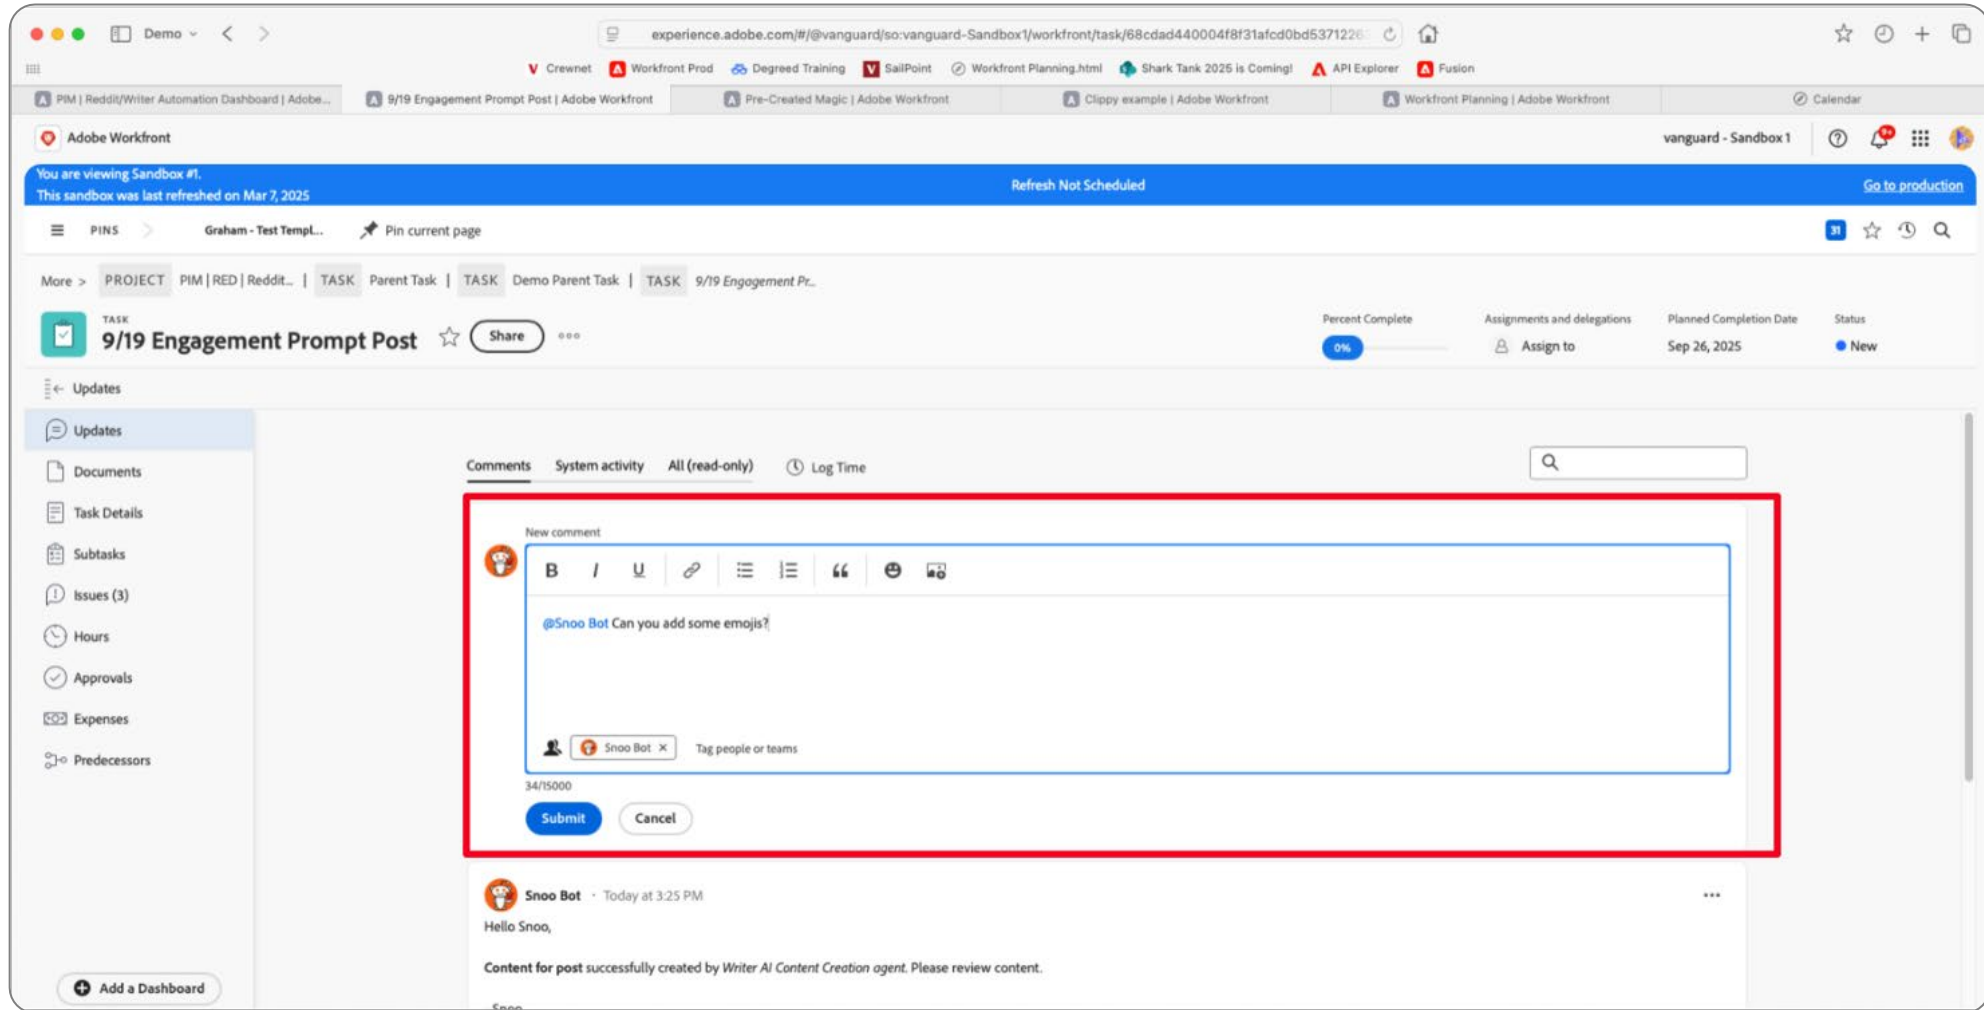 Demo
experience.adobe.com/#/@vanguard/so:vanguard-Sandbox1/workfront/task/68cdad440004f8f31afcd0bd5371226
Crewnet Workfront Prod Degreed Training SailPoint Workfront Planning.html Shark Tank 2025 is Coming! API Explorer Fusion
PIM | Reddit/Writer Automation Dashboard | Adobe... 9/19 Engagement Prompt Post | Adobe Workfront Pre-Created Magic | Adobe Workfront Clippy example | Adobe Workfront Workfront Planning | Adobe Workfront Calendar
Adobe Workfront vanguard - Sandbox 1 9+
You are viewing Sandbox #1.
This sandbox was last refreshed on Mar 7, 2025 Refresh Not Scheduled Go to production
PINS Graham - Test Templ... Pin current page 31
More > PROJECT PIM | RED | Reddit... | TASK Parent Task | TASK Demo Parent Task | TASK 9/19 Engagement Pr...
TASK
9/19 Engagement Prompt Post Share
Percent Complete Assignments and delegations Planned Completion Date Status
0% Assign to Sep 26, 2025 New
Updates
Updates
Documents
Task Details
Subtasks
Issues (3)
Hours
Approvals
Expenses
Predecessors
Add a Dashboard
Comments System activity All (read-only) Log Time
New comment
B I U
@Snoo Bot Can you add some emojis?
Snoo Bot × Tag people or teams
34/15000
Submit Cancel
Snoo Bot · Today at 3:25 PM
Hello Snoo,
Content for post successfully created by Writer AI Content Creation agent. Please review content.